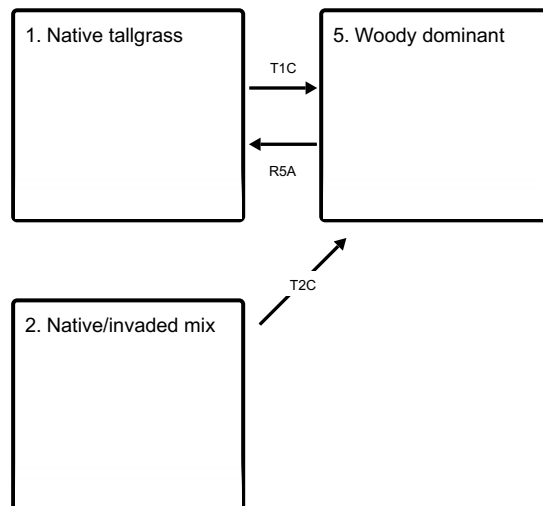 1. Native tallgrass
5. Woody dominant
T1C
R5A
T2C
2. Native/invaded mix